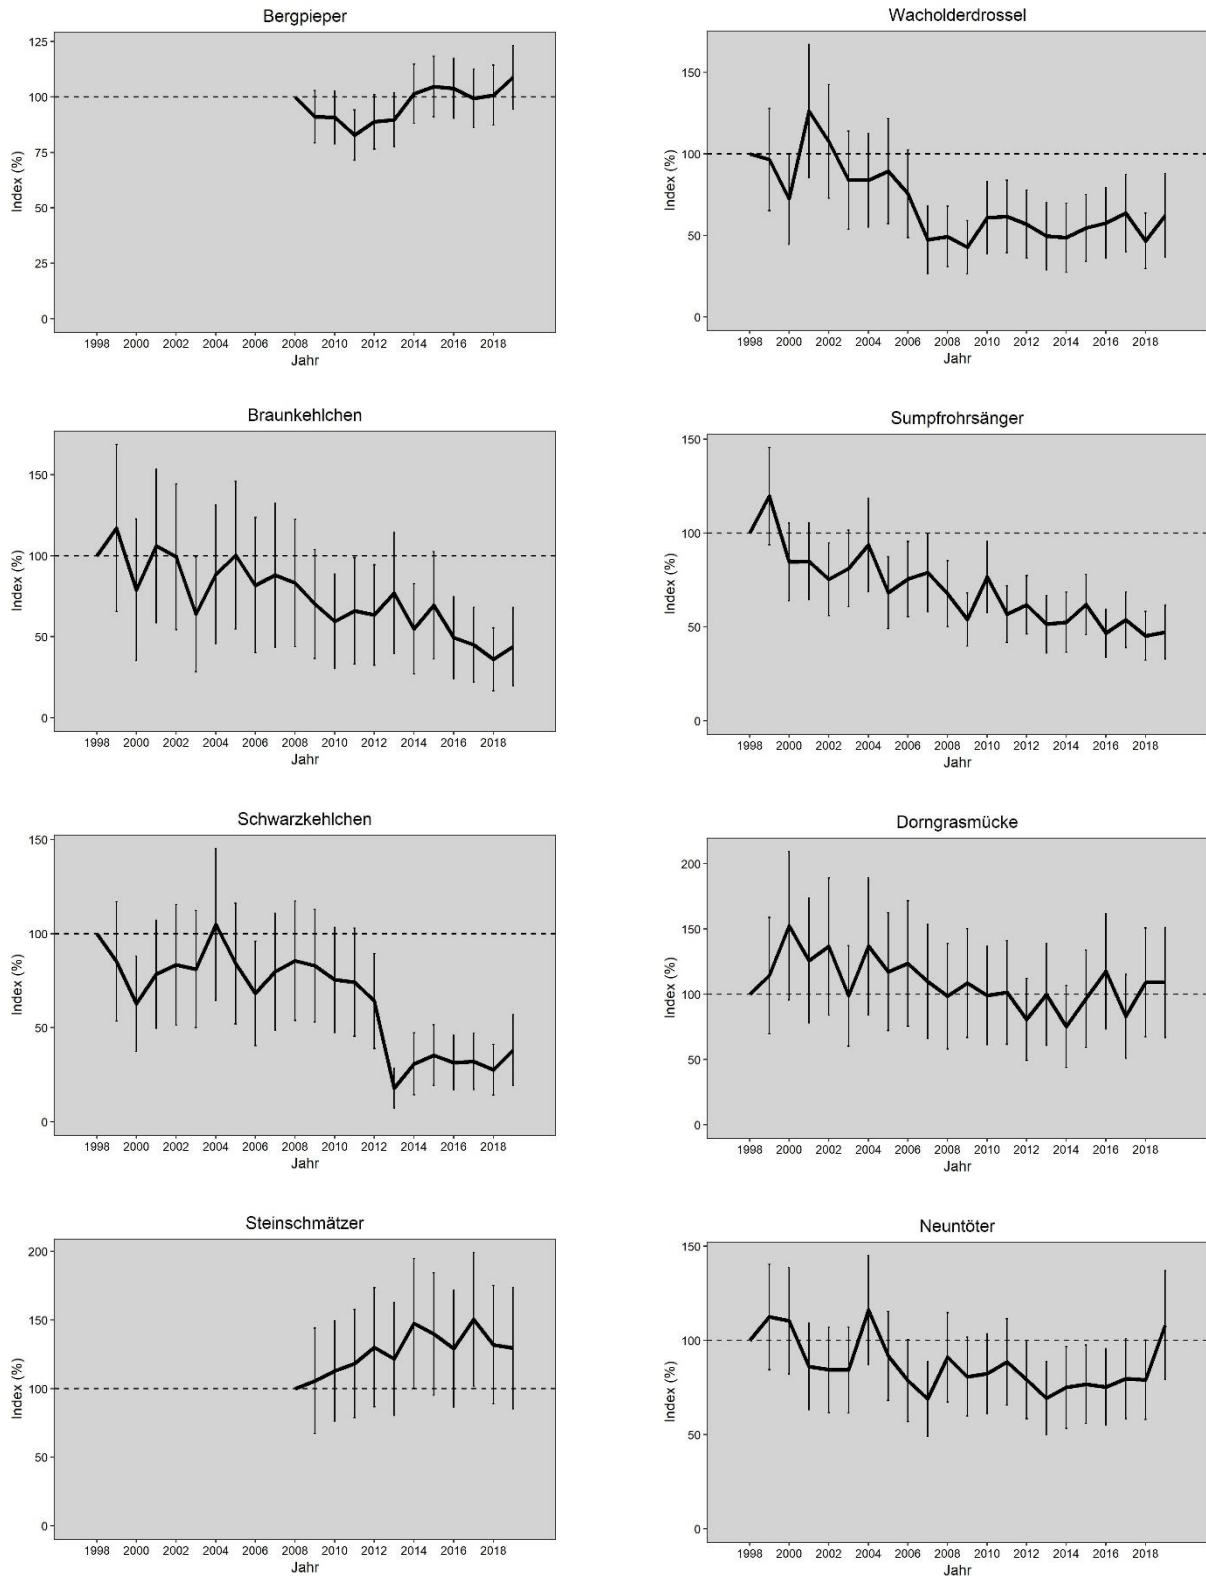 Bergpieper
125
100
75
50
25
0
Index (%)
1998 2000 2002 2004 2006 2008 2010 2012 2014 2016 2018
Jahr
Wacholderdrossel
150
100
50
0
Index (%)
1998 2000 2002 2004 2006 2008 2010 2012 2014 2016 2018
Jahr
Braunkehlchen
150
100
50
0
Index (%)
1998 2000 2002 2004 2006 2008 2010 2012 2014 2016 2018
Jahr
Sumpfrohrsänger
150
100
50
0
Index (%)
1998 2000 2002 2004 2006 2008 2010 2012 2014 2016 2018
Jahr
Schwarzkehlchen
150
100
50
0
Index (%)
1998 2000 2002 2004 2006 2008 2010 2012 2014 2016 2018
Jahr
Dorngrasmücke
200
150
100
50
0
Index (%)
1998 2000 2002 2004 2006 2008 2010 2012 2014 2016 2018
Jahr
Steinschmätzer
200
150
100
50
0
Index (%)
1998 2000 2002 2004 2006 2008 2010 2012 2014 2016 2018
Jahr
Neuntöter
150
100
50
0
Index (%)
1998 2000 2002 2004 2006 2008 2010 2012 2014 2016 2018
Jahr